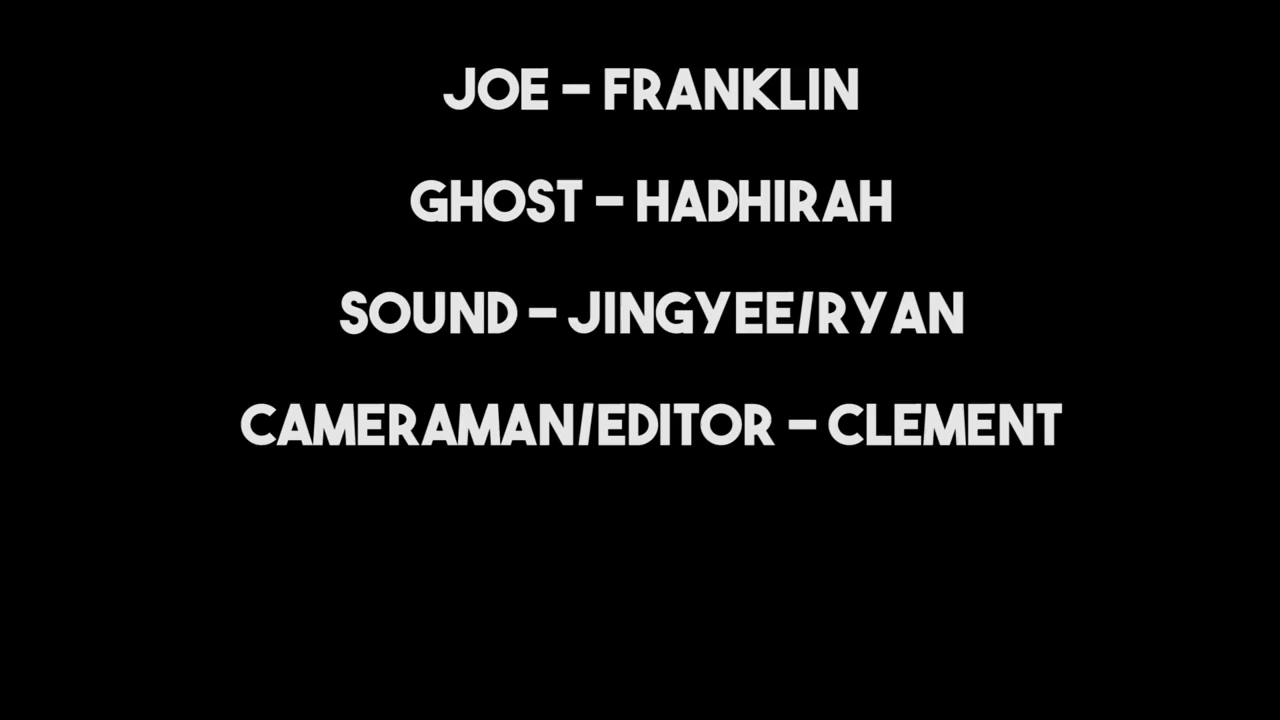 JOE – FRANKLIN
GHOST – HADHIRAH
SOUND – JINGYEE/RYAN
CAMERAMAN/EDITOR – CLEMENT